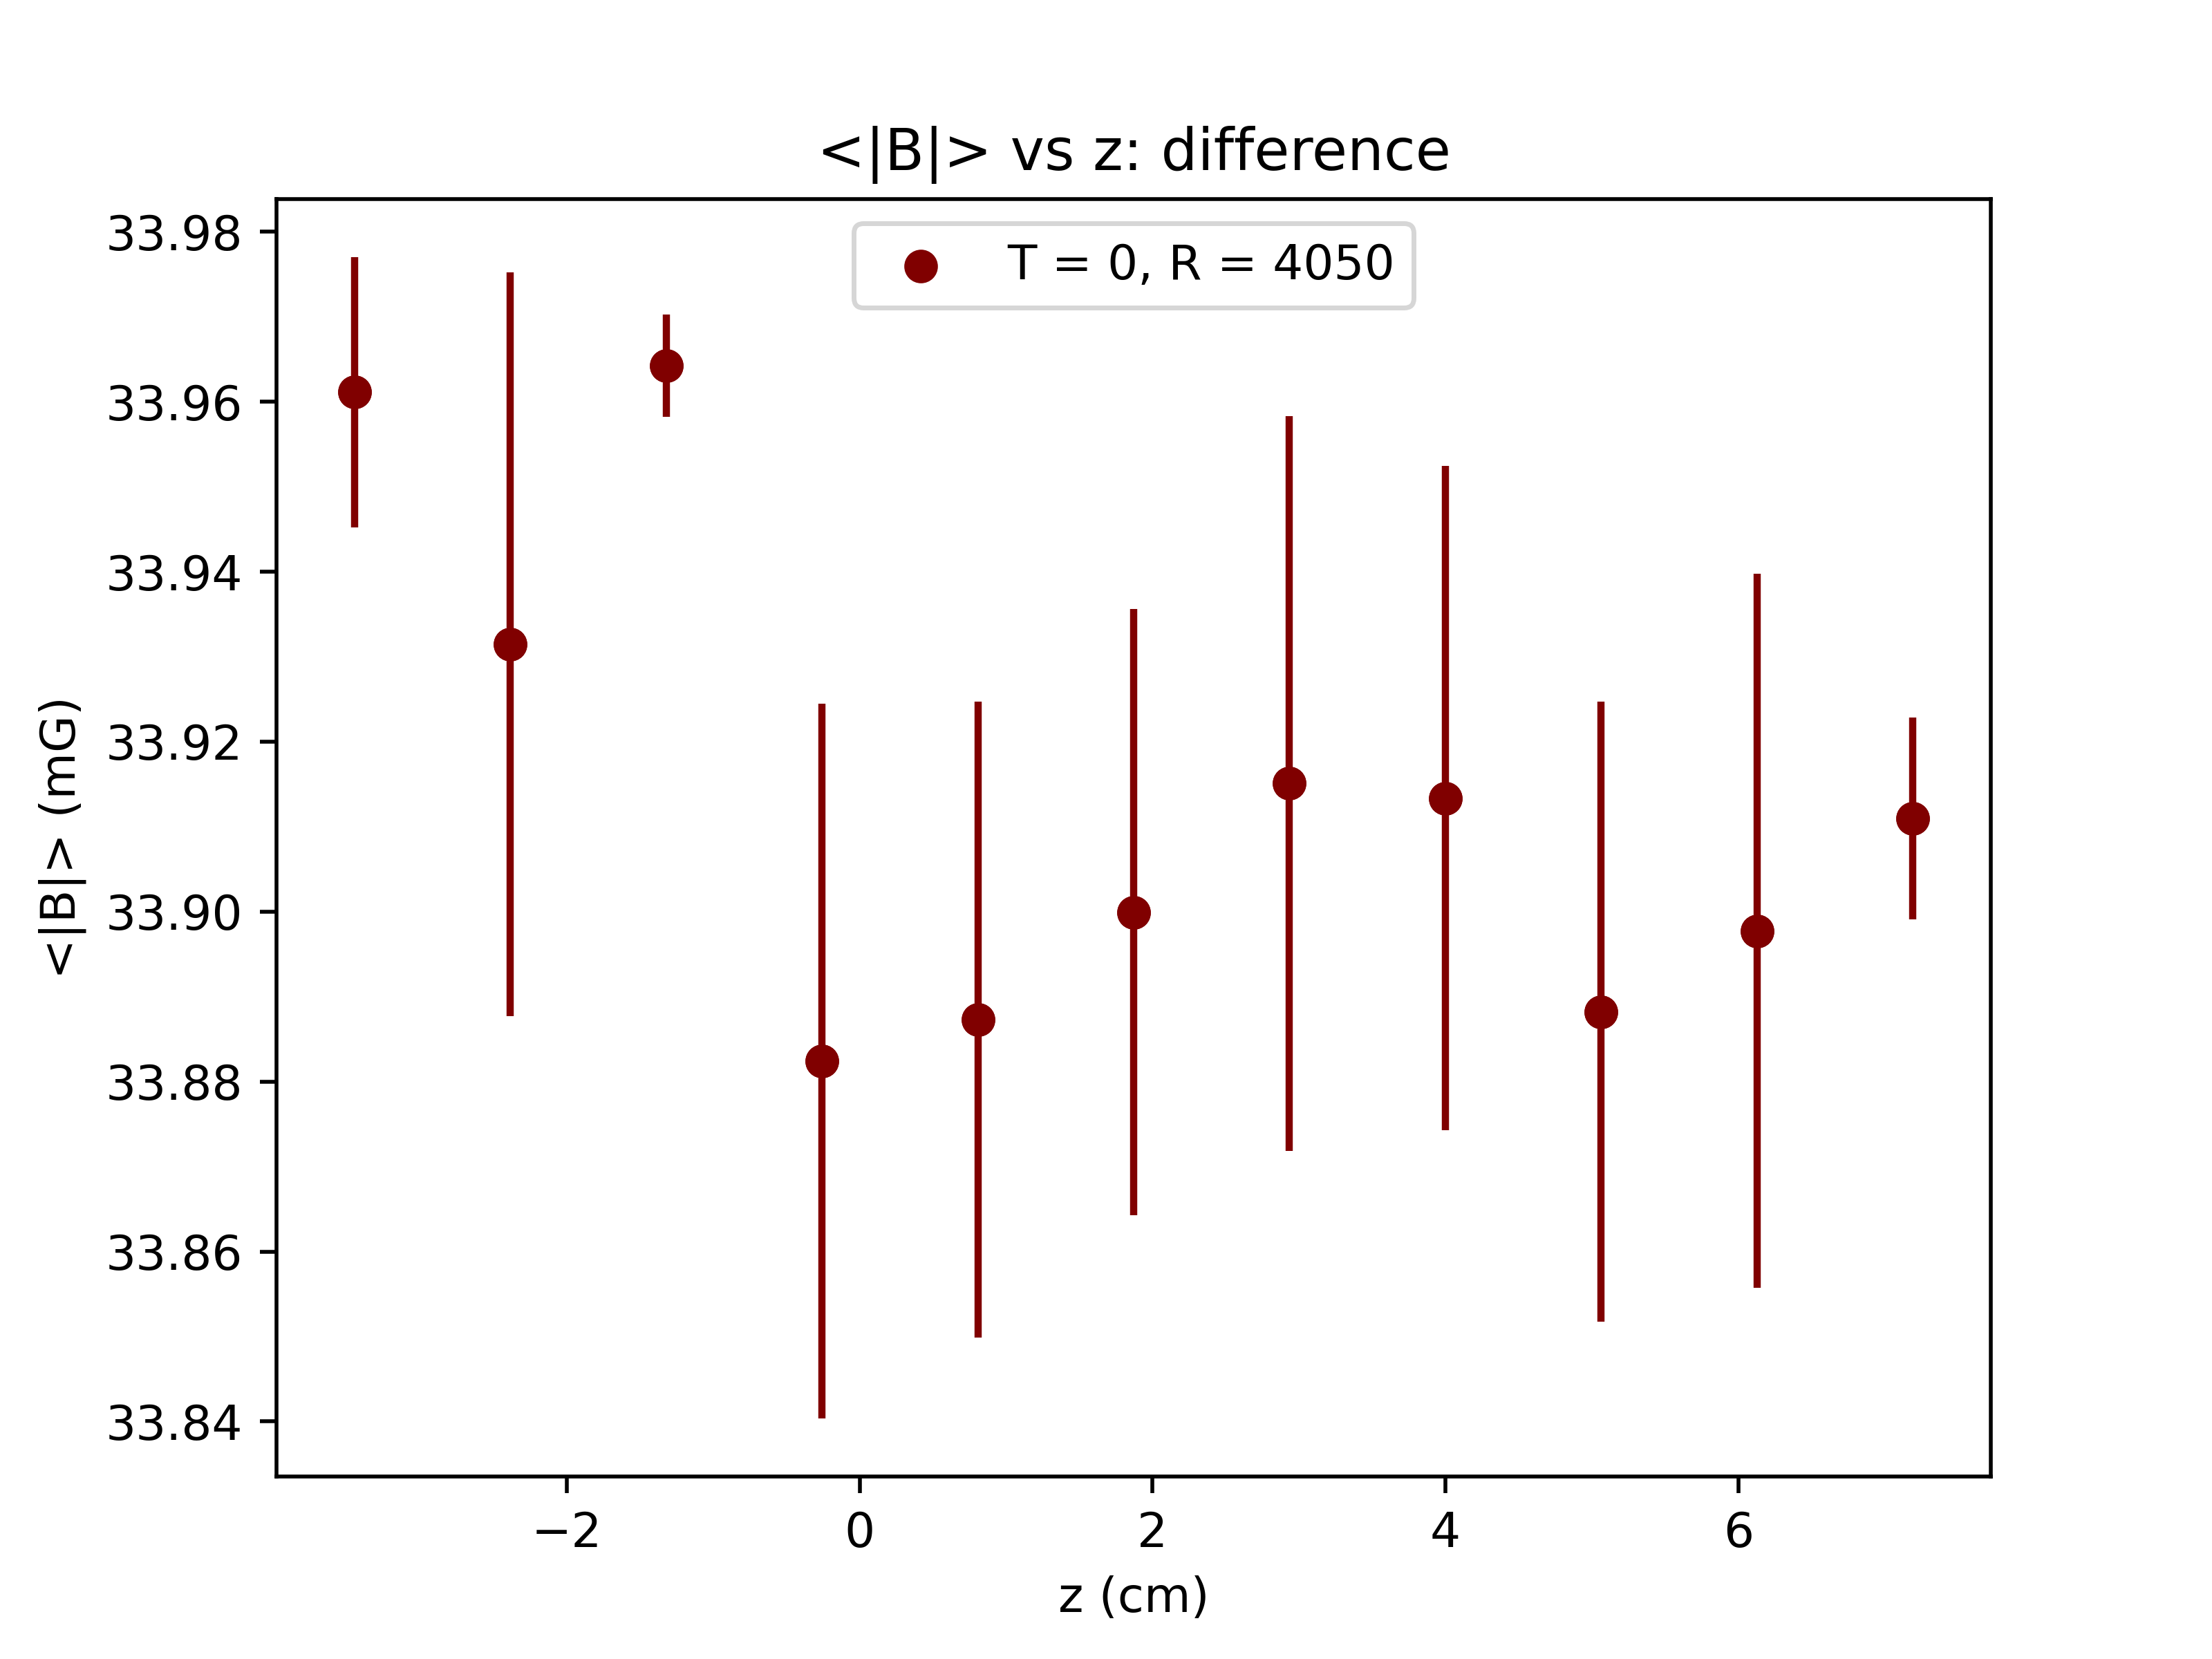 <|B|> vs z: difference
T = 0, R = 4050
<|B|> (mG)
33.98
33.96
33.94
33.92
33.90
33.88
33.86
33.84
−2 0 2 4 6
z (cm)